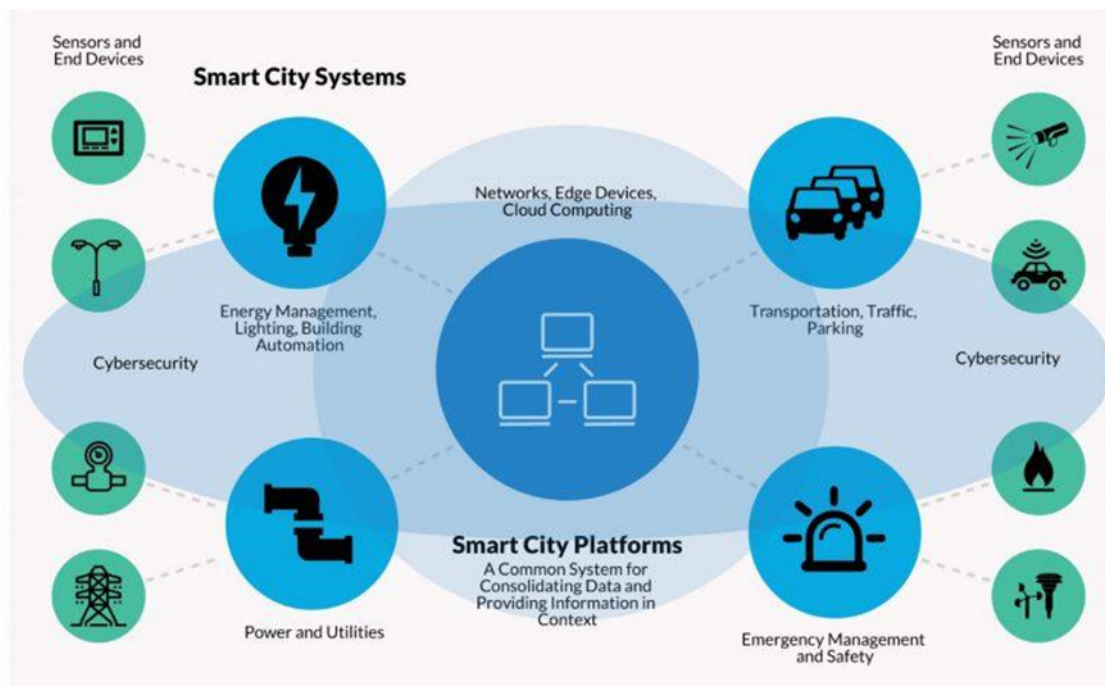 Sensors and
End Devices
Smart City Systems
Sensors and
End Devices
Networks, Edge Devices,
Cloud Computing
Energy Management,
Lighting, Building
Automation
Transportation, Traffic,
Parking
Cybersecurity
Cybersecurity
Smart City Platforms
A Common System for
Consolidating Data and
Providing Information in
Context
Power and Utilities
Emergency Management
and Safety